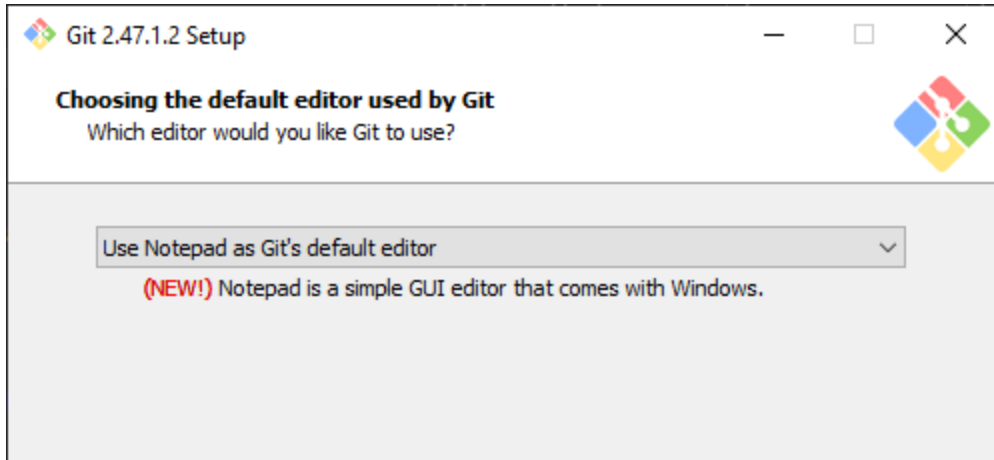 Git 2.47.1.2 Setup
Choosing the default editor used by Git
Which editor would you like Git to use?
Use Notepad as Git's default editor
(NEW!) Notepad is a simple GUI editor that comes with Windows.